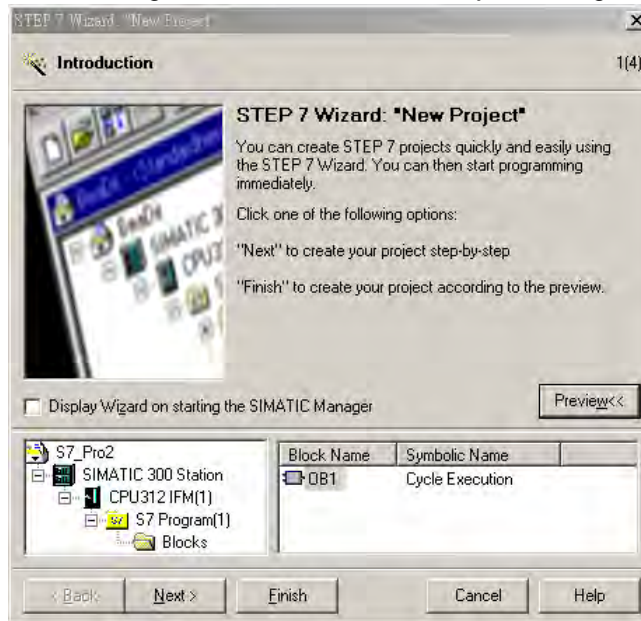 STEP 7 Wizard: "New Project"
Introduction
1(4)
STEP 7 Wizard: "New Project"
You can create STEP 7 projects quickly and easily using
the STEP 7 Wizard. You can then start programming
immediately.
Click one of the following options:
"Next" to create your project step-by-step
"Finish" to create your project according to the preview.
SIMATIC 3
CPU3
Display Wizard on starting the SIMATIC Manager
Preview<<
S7_Pro2
SIMATIC 300 Station
CPU312 IFM(1)
S7 Program(1)
Blocks
Block Name
Symbolic Name
OB1
Cycle Execution
< Back
Next >
Finish
Cancel
Help